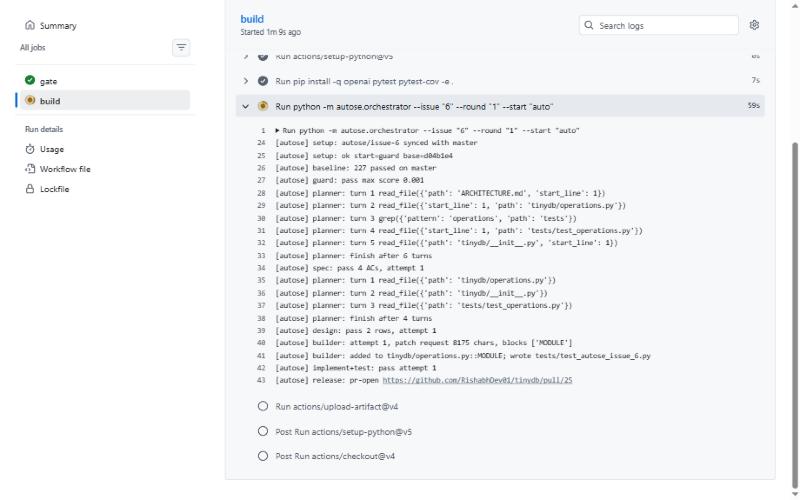 Summary
All jobs
gate
build
Run details
Usage
Workflow file
Lockfile
build
Started 1m 9s ago
Search logs
Run actions/setup-python@v5
Run pip install -q openai pytest pytest-cov -e . 7s
Run python -m autose.orchestrator --issue "6" --round "1" --start "auto" 59s
1 Run python -m autose.orchestrator --issue "6" --round "1" --start "auto"
24 [autose] setup: autose/issue-6 synced with master
25 [autose] setup: ok start=guard base=d04b1e4
26 [autose] baseline: 227 passed on master
27 [autose] guard: pass max score 0.001
28 [autose] planner: turn 1 read_file({'path': 'ARCHITECTURE.md', 'start_line': 1})
29 [autose] planner: turn 2 read_file({'start_line': 1, 'path': 'tinydb/operations.py'})
30 [autose] planner: turn 3 grep({'pattern': 'operations', 'path': 'tests'})
31 [autose] planner: turn 4 read_file({'start_line': 1, 'path': 'tests/test_operations.py'})
32 [autose] planner: turn 5 read_file({'path': 'tinydb/__init__.py', 'start_line': 1})
33 [autose] planner: finish after 6 turns
34 [autose] spec: pass 4 ACs, attempt 1
35 [autose] planner: turn 1 read_file({'path': 'tinydb/operations.py'})
36 [autose] planner: turn 2 read_file({'path': 'tinydb/__init__.py'})
37 [autose] planner: turn 3 read_file({'path': 'tests/test_operations.py'})
38 [autose] planner: finish after 4 turns
39 [autose] design: pass 2 rows, attempt 1
40 [autose] builder: attempt 1, patch request 8175 chars, blocks ['MODULE']
41 [autose] builder: added to tinydb/operations.py::MODULE; wrote tests/test_autose_issue_6.py
42 [autose] implement+test: pass attempt 1
43 [autose] release: pr-open https://github.com/RishabhDev01/tinydb/pull/25
Run actions/upload-artifact@v4
Post Run actions/setup-python@v5
Post Run actions/checkout@v4